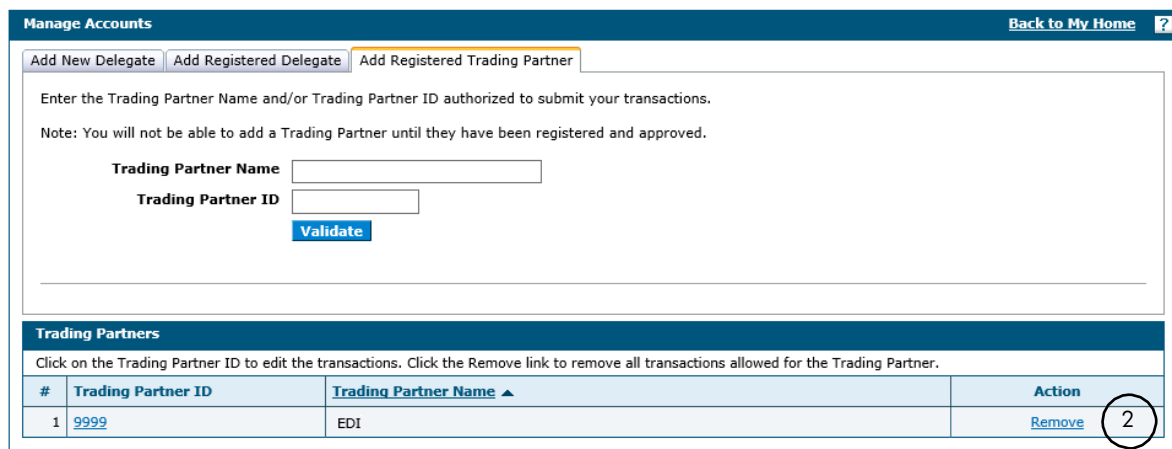 Manage Accounts Back to My Home ?
Add New Delegate Add Registered Delegate Add Registered Trading Partner
Enter the Trading Partner Name and/or Trading Partner ID authorized to submit your transactions.
Note: You will not be able to add a Trading Partner until they have been registered and approved.
Trading Partner Name
Trading Partner ID
Validate
Trading Partners
Click on the Trading Partner ID to edit the transactions. Click the Remove link to remove all transactions allowed for the Trading Partner.
# Trading Partner ID Trading Partner Name ▲ Action
1 9999 EDI Remove 2